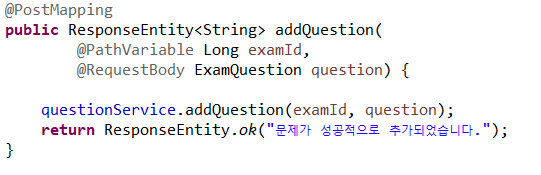 @PostMapping
public ResponseEntity<String> addQuestion(
        @PathVariable Long examId,
        @RequestBody ExamQuestion question) {

    questionService.addQuestion(examId, question);
    return ResponseEntity.ok("문제가 성공적으로 추가되었습니다.");
}